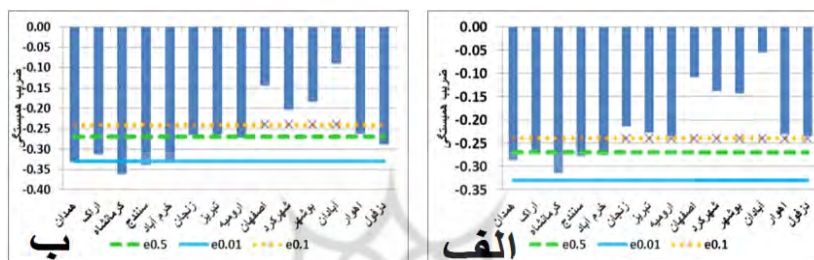 0.00
-0.05
-0.10
-0.15
-0.20
-0.25
-0.30
-0.35
ضریب همبستگی
همدان
اراک
کرمانشاه
سنندج
خرم آباد
زنجان
تبریز
ارومیه
اصفهان
شهرکرد
بوشهر
آبادان
اهواز
دزفول
e0.5 e0.01 e0.1
الف
0.00
-0.05
-0.10
-0.15
-0.20
-0.25
-0.30
-0.35
-0.40
ضریب همبستگی
همدان
اراک
کرمانشاه
سنندج
خرم آباد
زنجان
تبریز
ارومیه
اصفهان
شهرکرد
بوشهر
آبادان
اهواز
دزفول
e0.5 e0.01 e0.1
ب